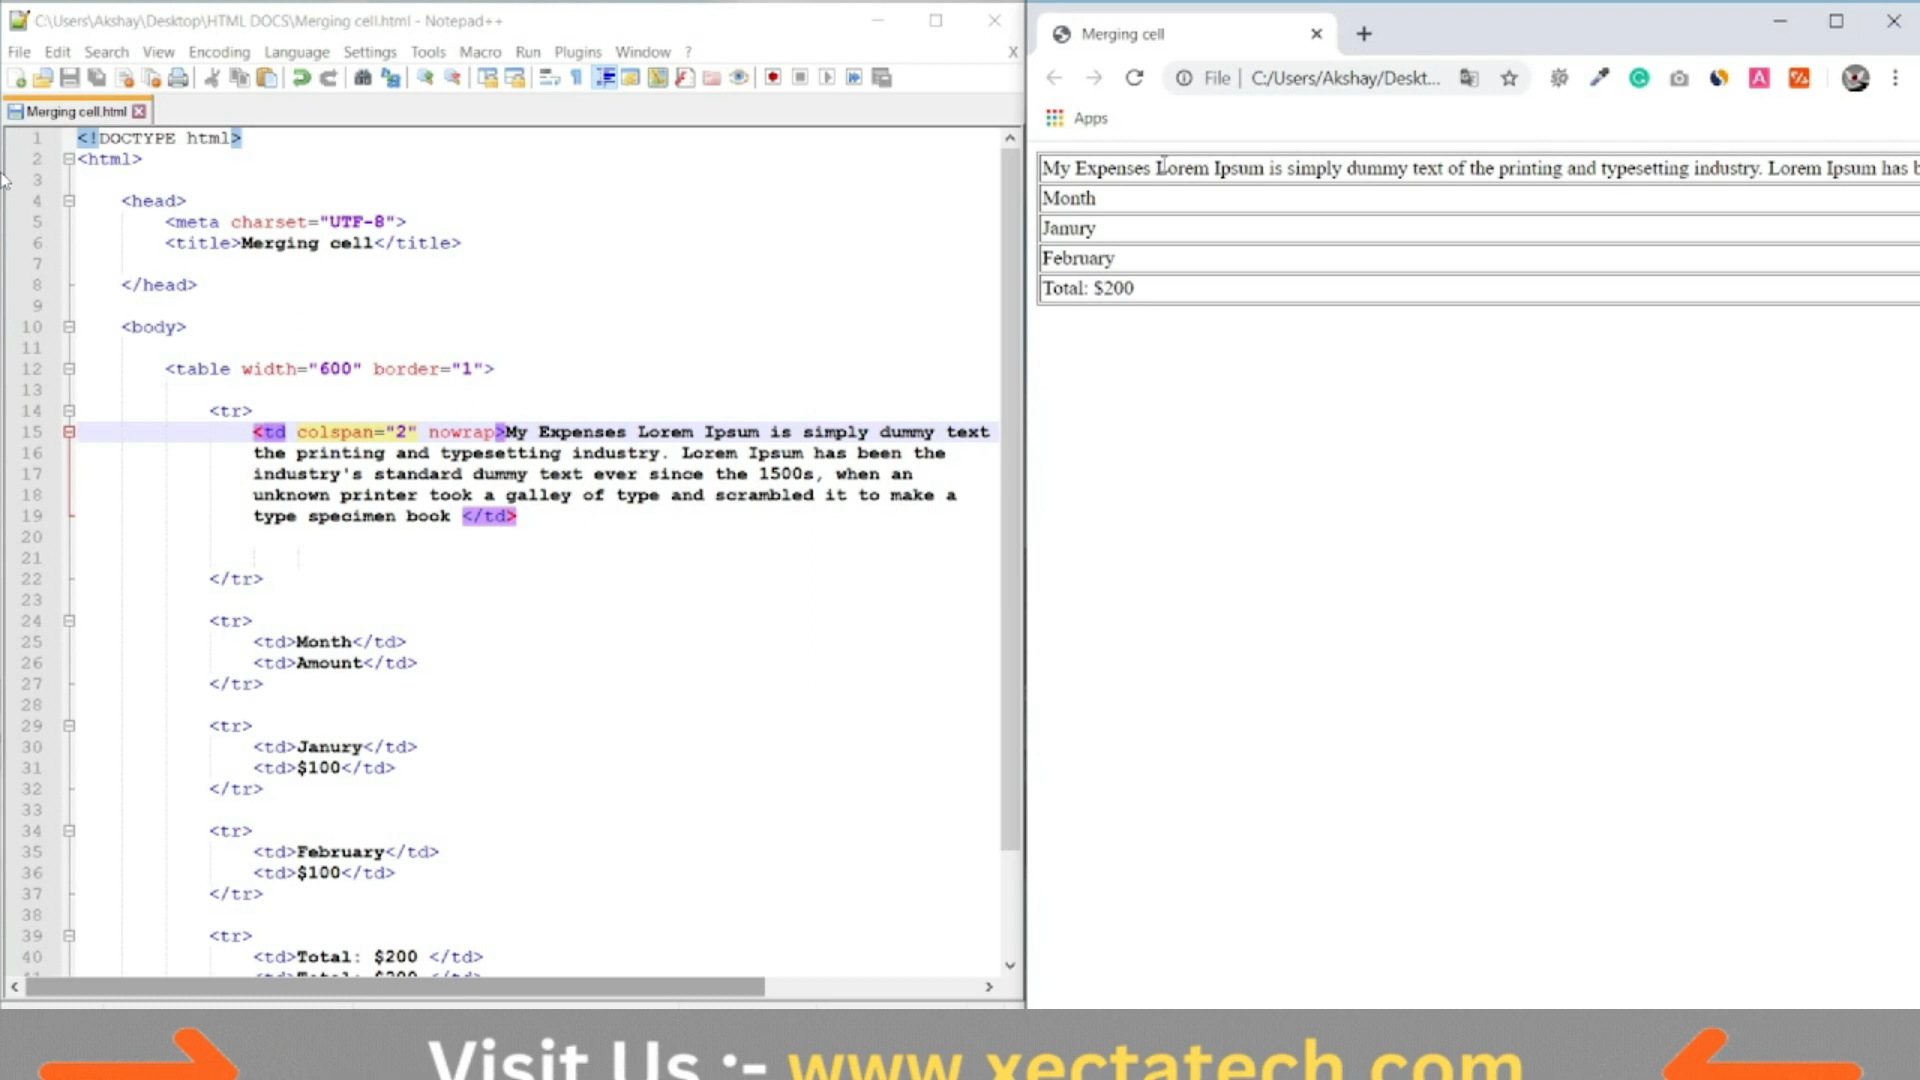 C:\Users\Akshay\Desktop\HTML DOCS\Merging cell.html - Notepad++
File Edit Search View Encoding Language Settings Tools Macro Run Plugins Window ? X
Merging cell.html
1 <!DOCTYPE html>
2 <html>
3
4 <head>
5 <meta charset="UTF-8">
6 <title>Merging cell</title>
7
8 </head>
9
10 <body>
11
12 <table width="600" border="1">
13
14 <tr>
15 <td colspan="2" nowrap>My Expenses Lorem Ipsum is simply dummy text
16 the printing and typesetting industry. Lorem Ipsum has been the
17 industry's standard dummy text ever since the 1500s, when an
18 unknown printer took a galley of type and scrambled it to make a
19 type specimen book </td>
20
21
22 </tr>
23
24 <tr>
25 <td>Month</td>
26 <td>Amount</td>
27 </tr>
28
29 <tr>
30 <td>Janury</td>
31 <td>$100</td>
32 </tr>
33
34 <tr>
35 <td>February</td>
36 <td>$100</td>
37 </tr>
38
39 <tr>
40 <td>Total: $200 </td>
Merging cell
File | C:/Users/Akshay/Deskt...
Apps
My Expenses Lorem Ipsum is simply dummy text of the printing and typesetting industry. Lorem Ipsum has b
Month
Janury
February
Total: $200
Visit Us :- www.xectatech.com